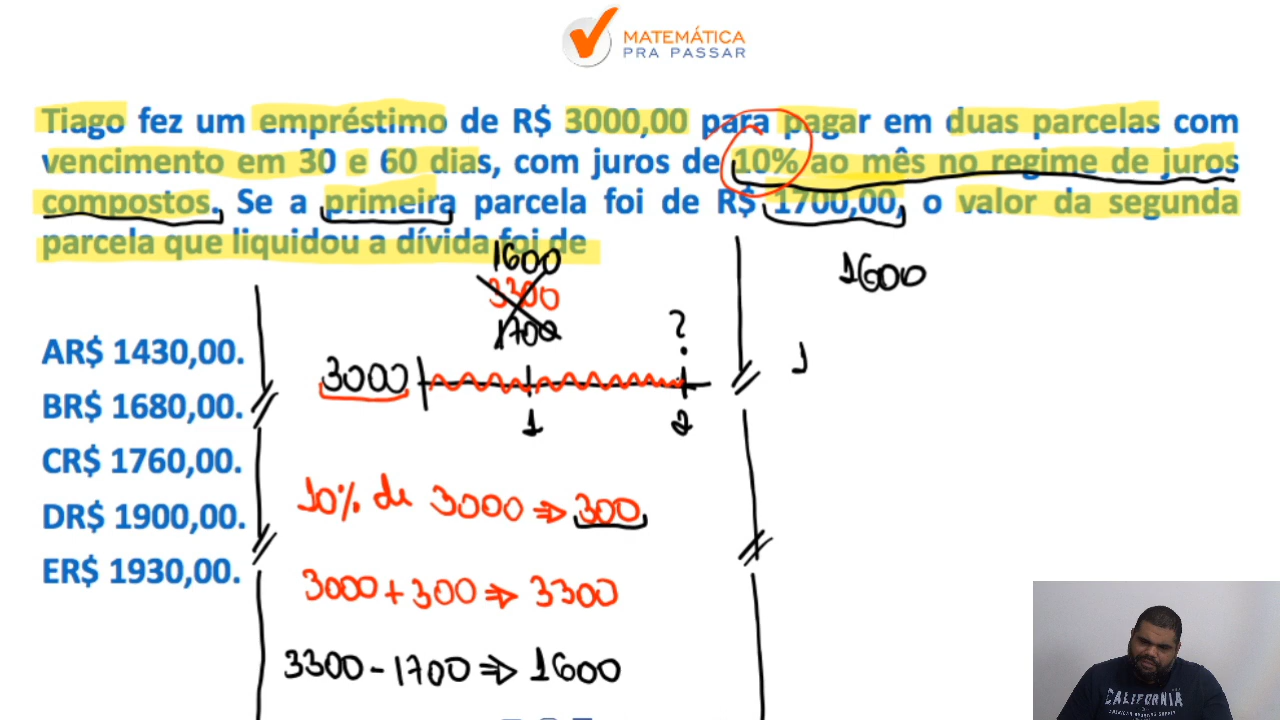 MATEMÁTICA
PRA PASSAR
Tiago fez um empréstimo de R$ 3000,00 para pagar em duas parcelas com
vencimento em 30 e 60 dias, com juros de 10% ao mês no regime de juros
compostos. Se a primeira parcela foi de R$ 1700,00, o valor da segunda
parcela que liquidou a dívida foi de
1600
3300
1700
?
3000
1
2
AR$ 1430,00.
BR$ 1680,00.
CR$ 1760,00.
DR$ 1900,00.
ER$ 1930,00.
10% de 3000 ⇒ 300
3000 + 300 ⇒ 3300
3300 - 1700 ⇒ 1600
1600
1
CALIFORNIA